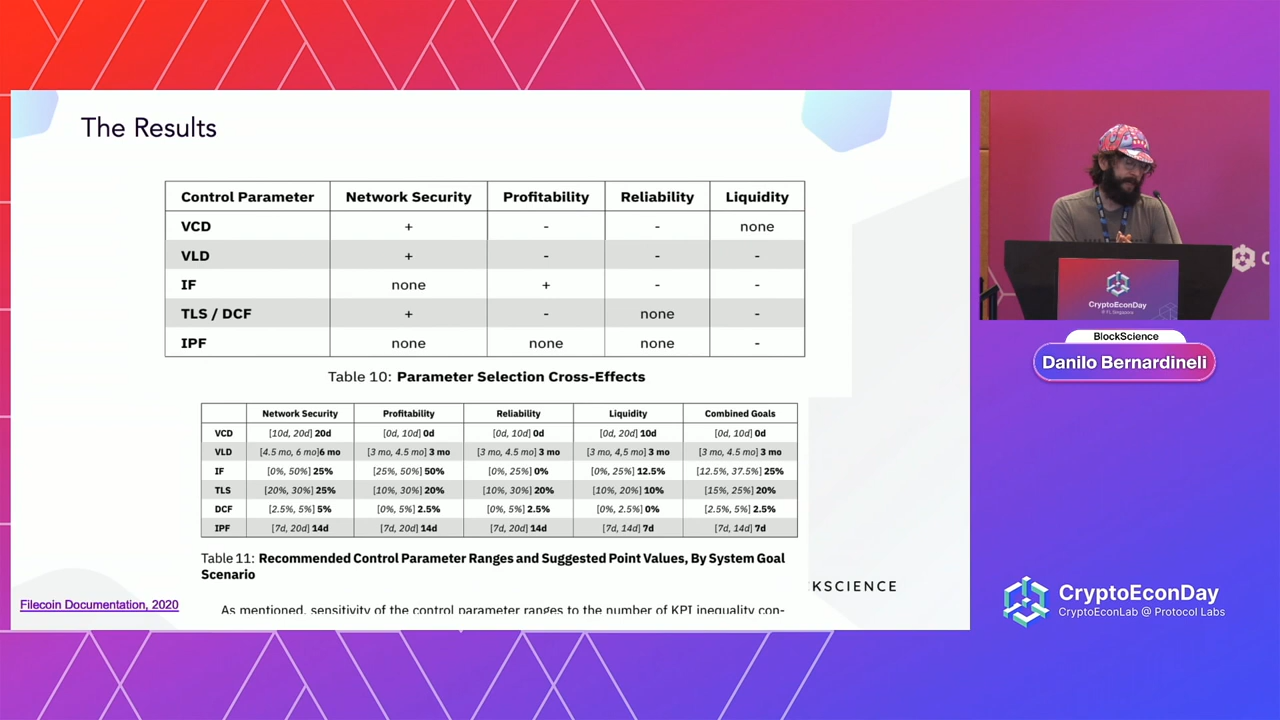 The Results
Control Parameter Network Security Profitability Reliability Liquidity
VCD + - - none
VLD + - - -
IF none + - -
TLS / DCF + - none -
IPF none none none -
Table 10: Parameter Selection Cross-Effects
Network Security Profitability Reliability Liquidity Combined Goals
VCD [10d, 20d] 20d [0d, 10d] 0d [0d, 10d] 0d [0d, 20d] 10d [0d, 10d] 0d
VLD [4.5 mo, 6 mo]6 mo [3 mo, 4.5 mo] 3 mo [3 mo, 4.5 mo] 3 mo [3 mo, 4,5 mo] 3 mo [3 mo, 4.5 mo] 3 mo
IF [0%, 50%] 25% [25%, 50%] 50% [0%, 25%] 0% [0%, 25%] 12.5% [12.5%, 37.5%] 25%
TLS [20%, 30%] 25% [10%, 30%] 20% [10%, 30%] 20% [10%, 20%] 10% [15%, 25%] 20%
DCF [2.5%, 5%] 5% [0%, 5%] 2.5% [0%, 5%] 2.5% [0%, 2.5%] 0% [2.5%, 5%] 2.5%
IPF [7d, 20d] 14d [7d, 20d] 14d [7d, 20d] 14d [7d, 14d] 7d [7d, 14d] 7d
Table 11: Recommended Control Parameter Ranges and Suggested Point Values, By System Goal
Scenario
KSCIENCE
Filecoin Documentation, 2020
As mentioned, sensitivity of the control parameter ranges to the number of KPI inequality con-
CryptoEconDay
BlockScience
Danilo Bernardineli
CryptoEconDay
CryptoEconLab @ Protocol Labs